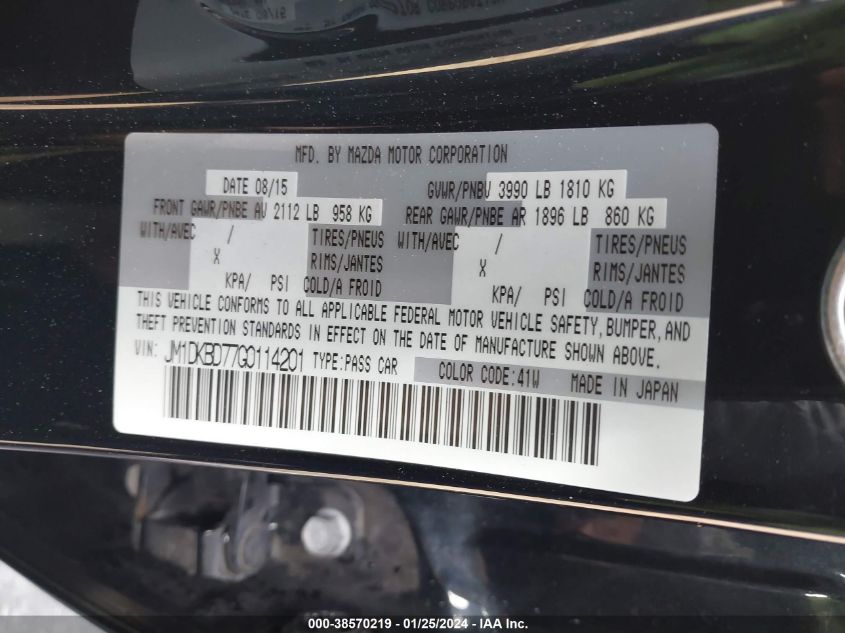 MFD. BY MAZDA MOTOR CORPORATION
DATE 08/15 GVWR/PNBV 3990 LB 1810 KG
FRONT GAWR/PNBE AV 2112 LB 958 KG REAR GAWR/PNBE AR 1896 LB 860 KG
WITH/AVEC / TIRES/PNEUS WITH/AVEC / TIRES/PNEUS
X RIMS/JANTES X RIMS/JANTES
KPA/ PSI COLD/A FROID KPA/ PSI COLD/A FROID
THIS VEHICLE CONFORMS TO ALL APPLICABLE FEDERAL MOTOR VEHICLE SAFETY, BUMPER, AND
THEFT PREVENTION STANDARDS IN EFFECT ON THE DATE OF MANUFACTURE SHOWN ABOVE.
VIN: JM1DKBD77G0114201 TYPE:PASS CAR COLOR CODE:41W MADE IN JAPAN
000-38570219 / 01/25/2024 - IAA Inc.